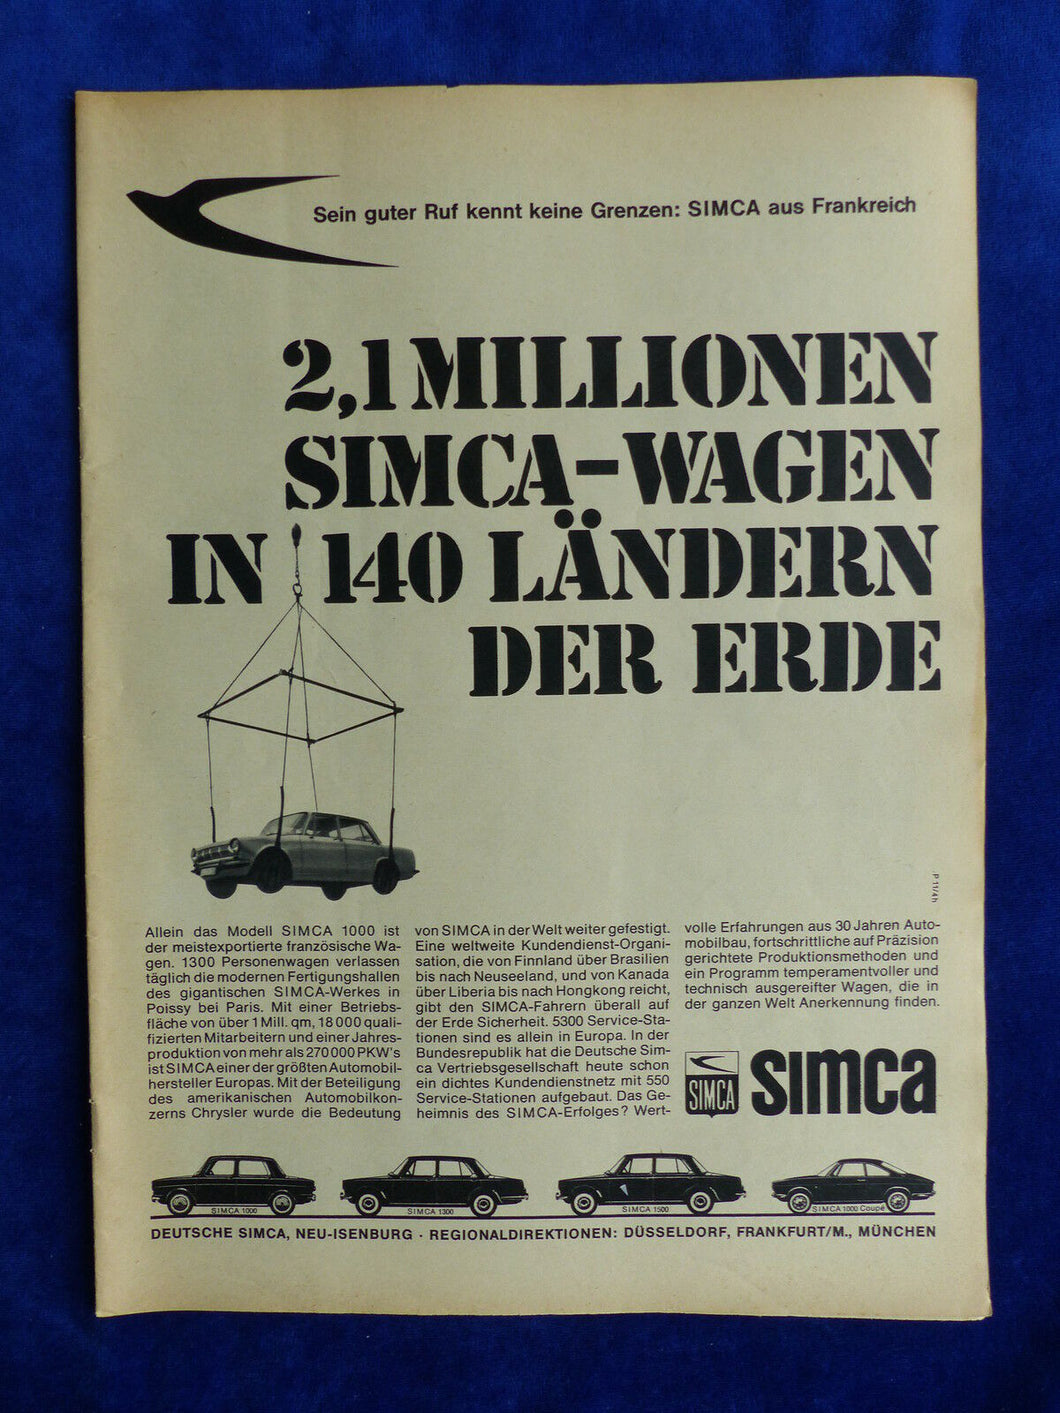 Sein guter Ruf kennt keine Grenzen: SIMCA aus Frankreich
2,1 MILLIONEN
SIMCA-WAGEN
IN 140 LÄNDERN
DER ERDE
P 11/4h
Allein das Modell SIMCA 1000 ist
der meistexportierte französische Wa-
gen. 1300 Personenwagen verlassen
täglich die modernen Fertigungshallen
des gigantischen SIMCA-Werkes in
Poissy bei Paris. Mit einer Betriebs-
fläche von über 1 Mill. qm, 18000 quali-
fizierten Mitarbeitern und einer Jahres-
produktion von mehr als 270000 PKW's
ist SIMCA einer der größten Automobil-
hersteller Europas. Mit der Beteiligung
des amerikanischen Automobilkon-
zerns Chrysler wurde die Bedeutung
von SIMCA in der Welt weiter gefestigt.
Eine weltweite Kundendienst-Organi-
sation, die von Finnland über Brasilien
bis nach Neuseeland, und von Kanada
über Liberia bis nach Hongkong reicht,
gibt den SIMCA-Fahrern überall auf
der Erde Sicherheit. 5300 Service-Sta-
tionen sind es allein in Europa. In der
Bundesrepublik hat die Deutsche Sim-
ca Vertriebsgesellschaft heute schon
ein dichtes Kundendienstnetz mit 550
Service-Stationen aufgebaut. Das Ge-
heimnis des SIMCA-Erfolges? Wert-
volle Erfahrungen aus 30 Jahren Auto-
mobilbau, fortschrittliche auf Präzision
gerichtete Produktionsmethoden und
ein Programm temperamentvoller und
technisch ausgereifter Wagen, die in
der ganzen Welt Anerkennung finden.
SIMCA
simca
SIMCA 1000
SIMCA 1300
SIMCA 1500
SIMCA 1000 Coupé
DEUTSCHE SIMCA, NEU-ISENBURG · REGIONALDIREKTIONEN: DÜSSELDORF, FRANKFURT/M., MÜNCHEN